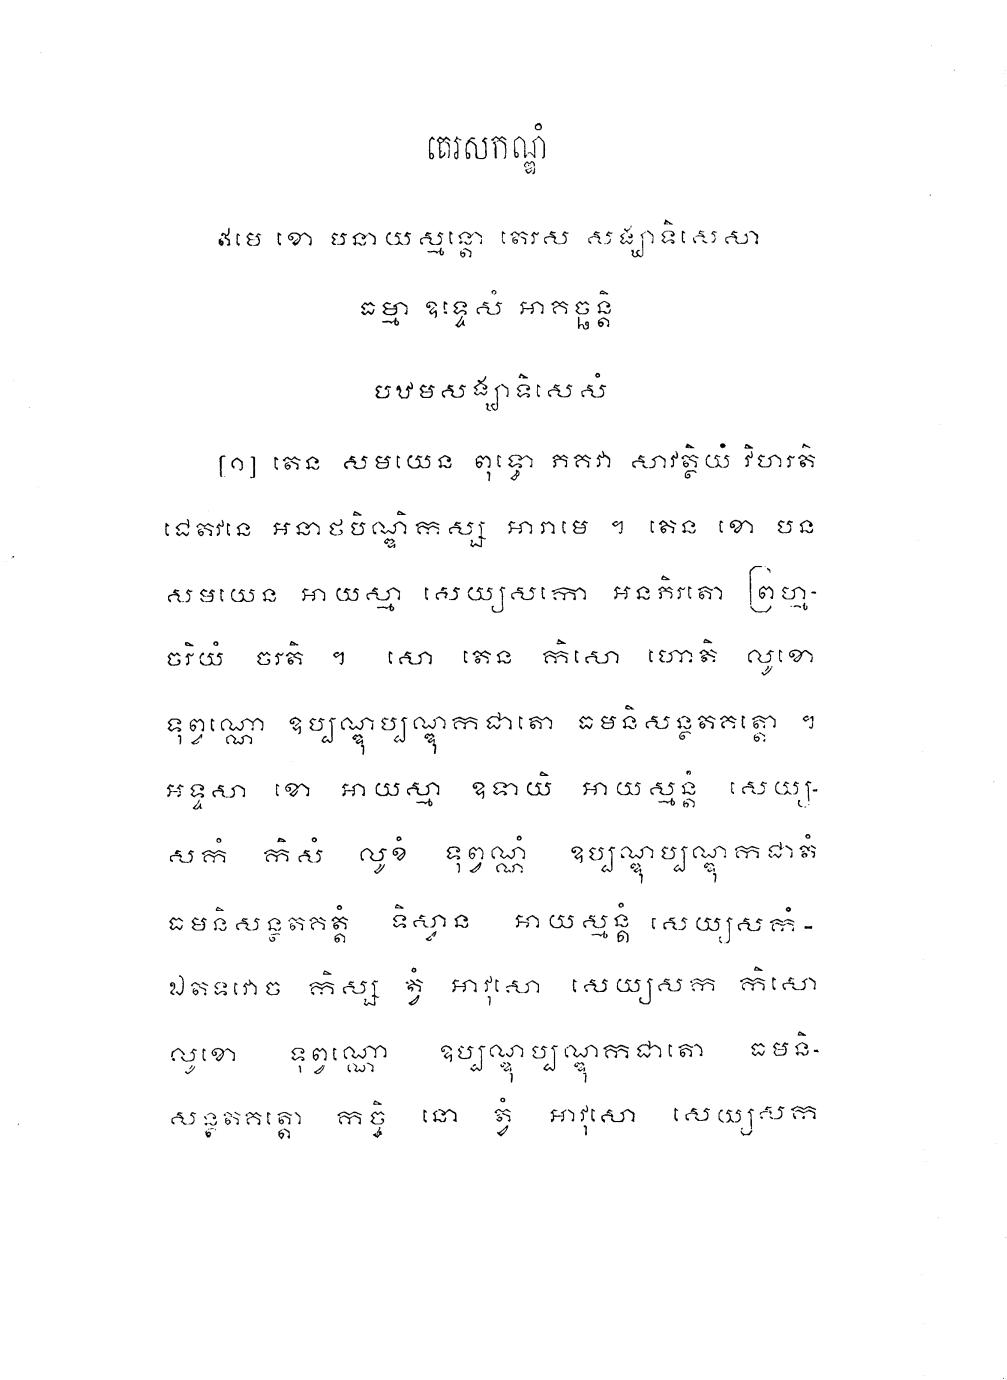 តេរសកណ្ឌំ
ឥមេ ខោ បនាយស្មន្តោ តេរស សង្ឃាទិសេសា
ធម្មា ឧទ្ទេសំ អាគច្ឆន្តិ
បឋមសង្ឃាទិសេសំ
[១] តេន សមយេន ពុទ្ធោ ភគវា សាវត្ថិយំ វិហរតិ
ជេតវនេ អនាថបិណ្ឌិកស្ស អារាមេ ។ តេន ខោ បន
សមយេន អាយស្មា សេយ្យសកោ អនភិរតោ ព្រហ្ម-
ចរិយំ ចរតិ ។ សោ តេន កិសោ ហោតិ លូខោ
ទុព្វណ្ណោ ឧប្បណ្ឌុប្បណ្ឌុកជាតោ ធមនិសន្ថតគត្តោ ។
អទ្ទសា ខោ អាយស្មា ឧទាយិ អាយស្មន្តំ សេយ្យ-
សកំ កិសំ លូខំ ទុព្វណ្ណំ ឧប្បណ្ឌុប្បណ្ឌុកជាតំ
ធមនិសន្ថតគត្តំ ទិស្វាន អាយស្មន្តំ សេយ្យសកំ-
ឯតទវោច កិស្ស ត្វំ អាវុសោ សេយ្យសក កិសោ
លូខោ ទុព្វណ្ណោ ឧប្បណ្ឌុប្បណ្ឌុកជាតោ ធមនិ-
សន្ថតគត្តោ កច្ចិ នោ ត្វំ អាវុសោ សេយ្យសក